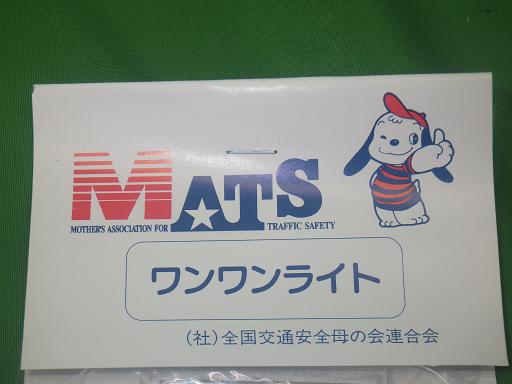 MATS
MOTHER'S ASSOCIATION FOR TRAFFIC SAFETY
ワンワンライト
(社)全国交通安全母の会連合会